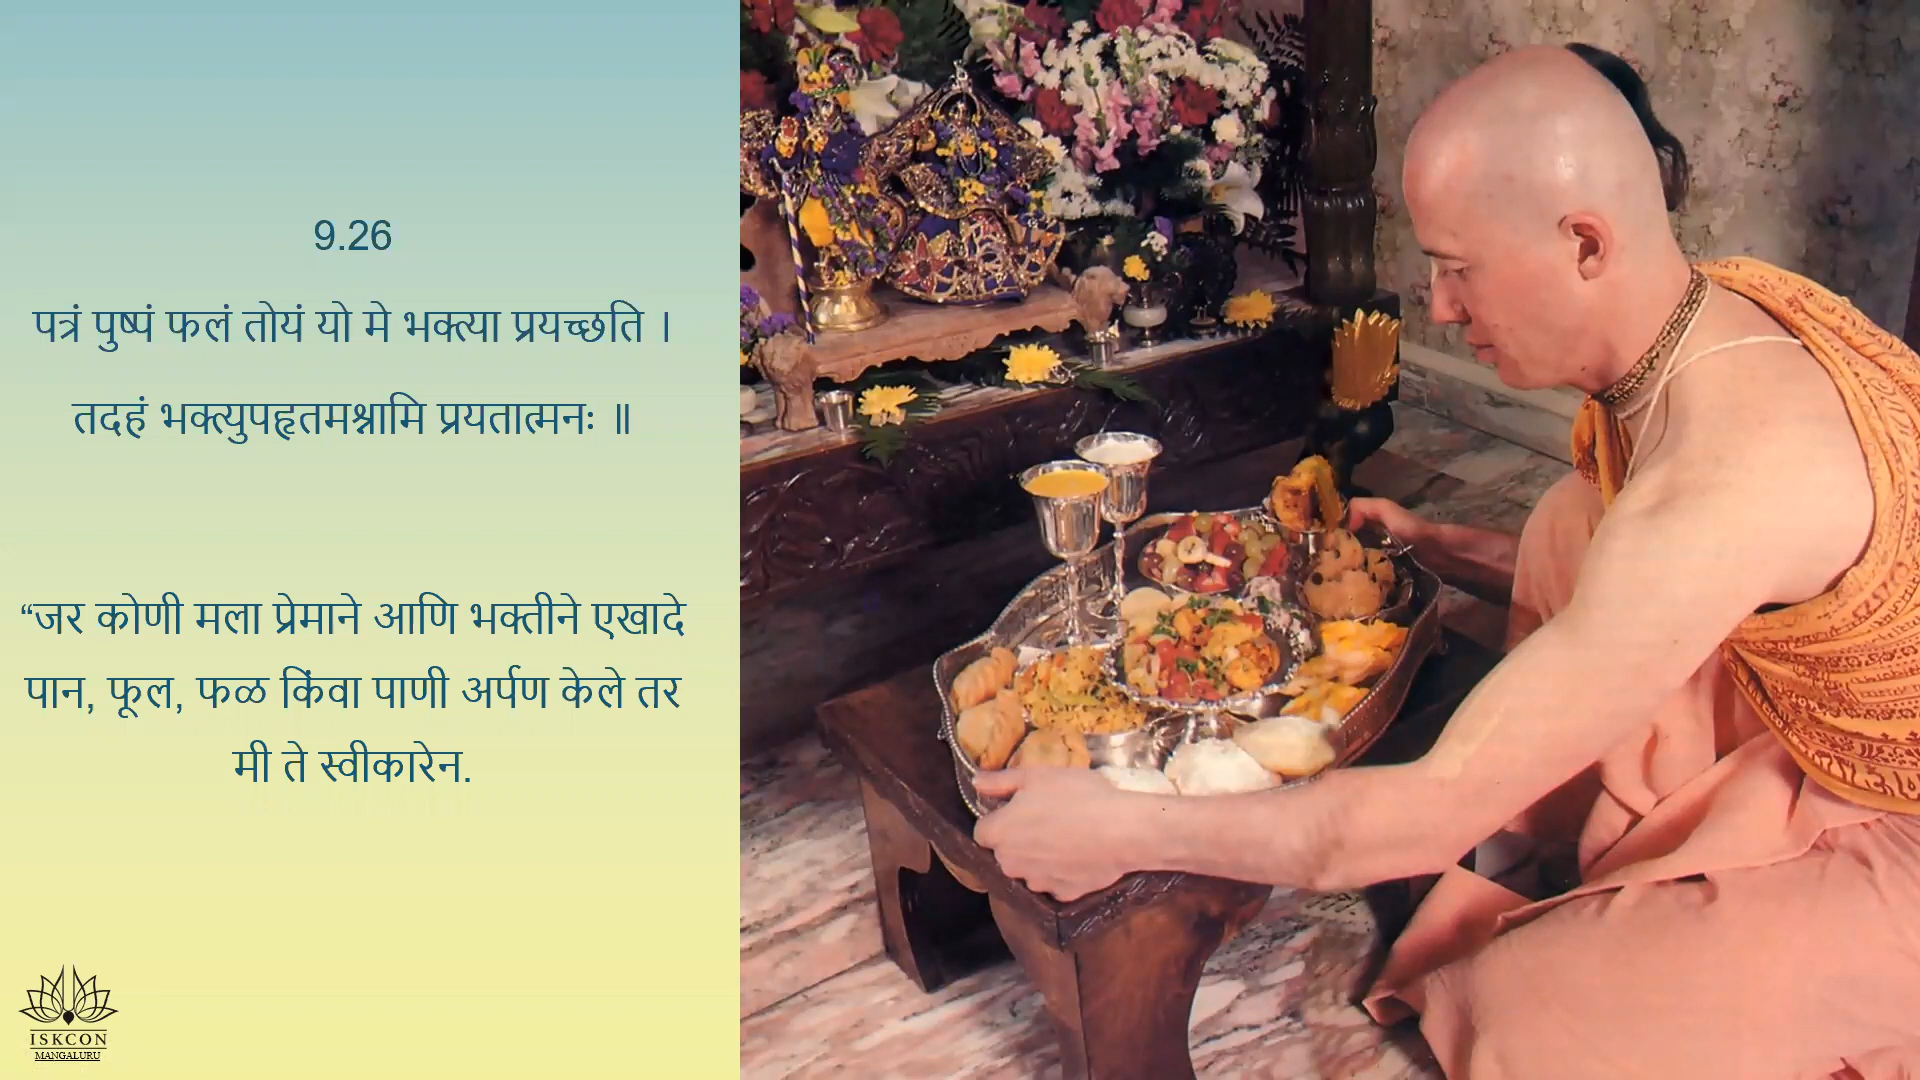 9.26
पत्रं पुष्पं फलं तोयं यो मे भक्त्या प्रयच्छति ।
तदहं भक्त्युपहृतमश्नामि प्रयतात्मनः ॥
“जर कोणी मला प्रेमाने आणि भक्तीने एखादे
पान, फूल, फळ किंवा पाणी अर्पण केले तर
मी ते स्वीकारेन.
ISKCON
MANGALURU